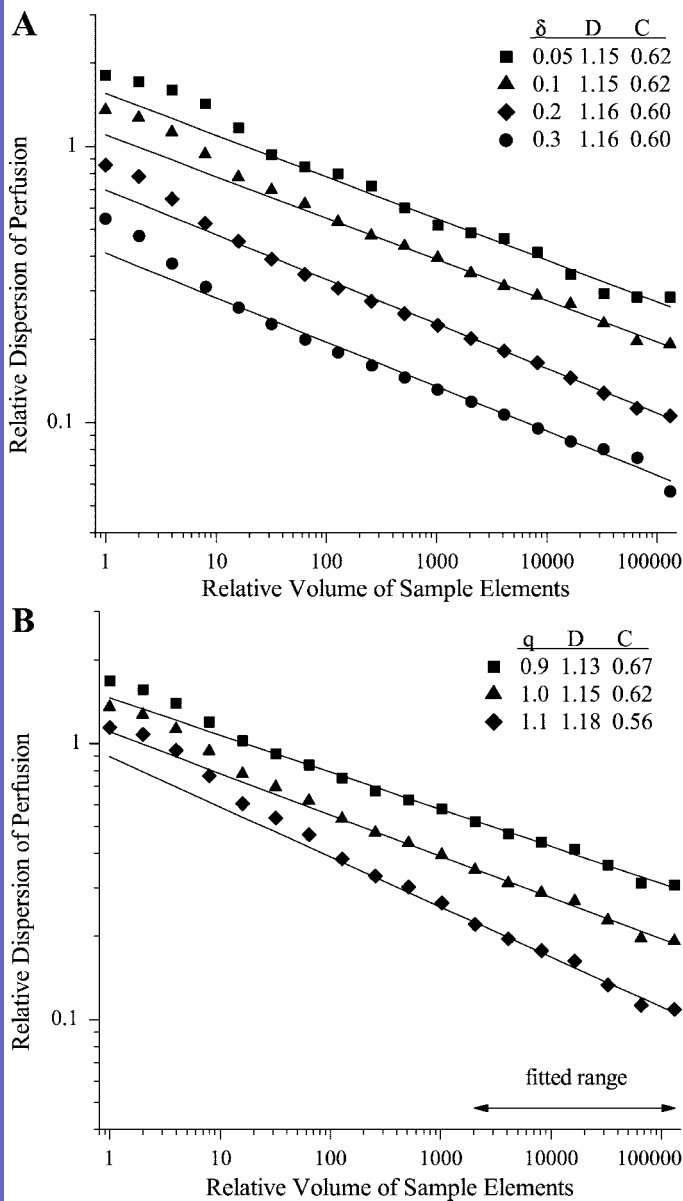 A
δ D C
0.05 1.15 0.62
0.1 1.15 0.62
0.2 1.16 0.60
0.3 1.16 0.60
Relative Dispersion of Perfusion
1
0.1
1 10 100 1000 10000 100000
Relative Volume of Sample Elements
B
q D C
0.9 1.13 0.67
1.0 1.15 0.62
1.1 1.18 0.56
Relative Dispersion of Perfusion
1
0.1
fitted range
1 10 100 1000 10000 100000
Relative Volume of Sample Elements